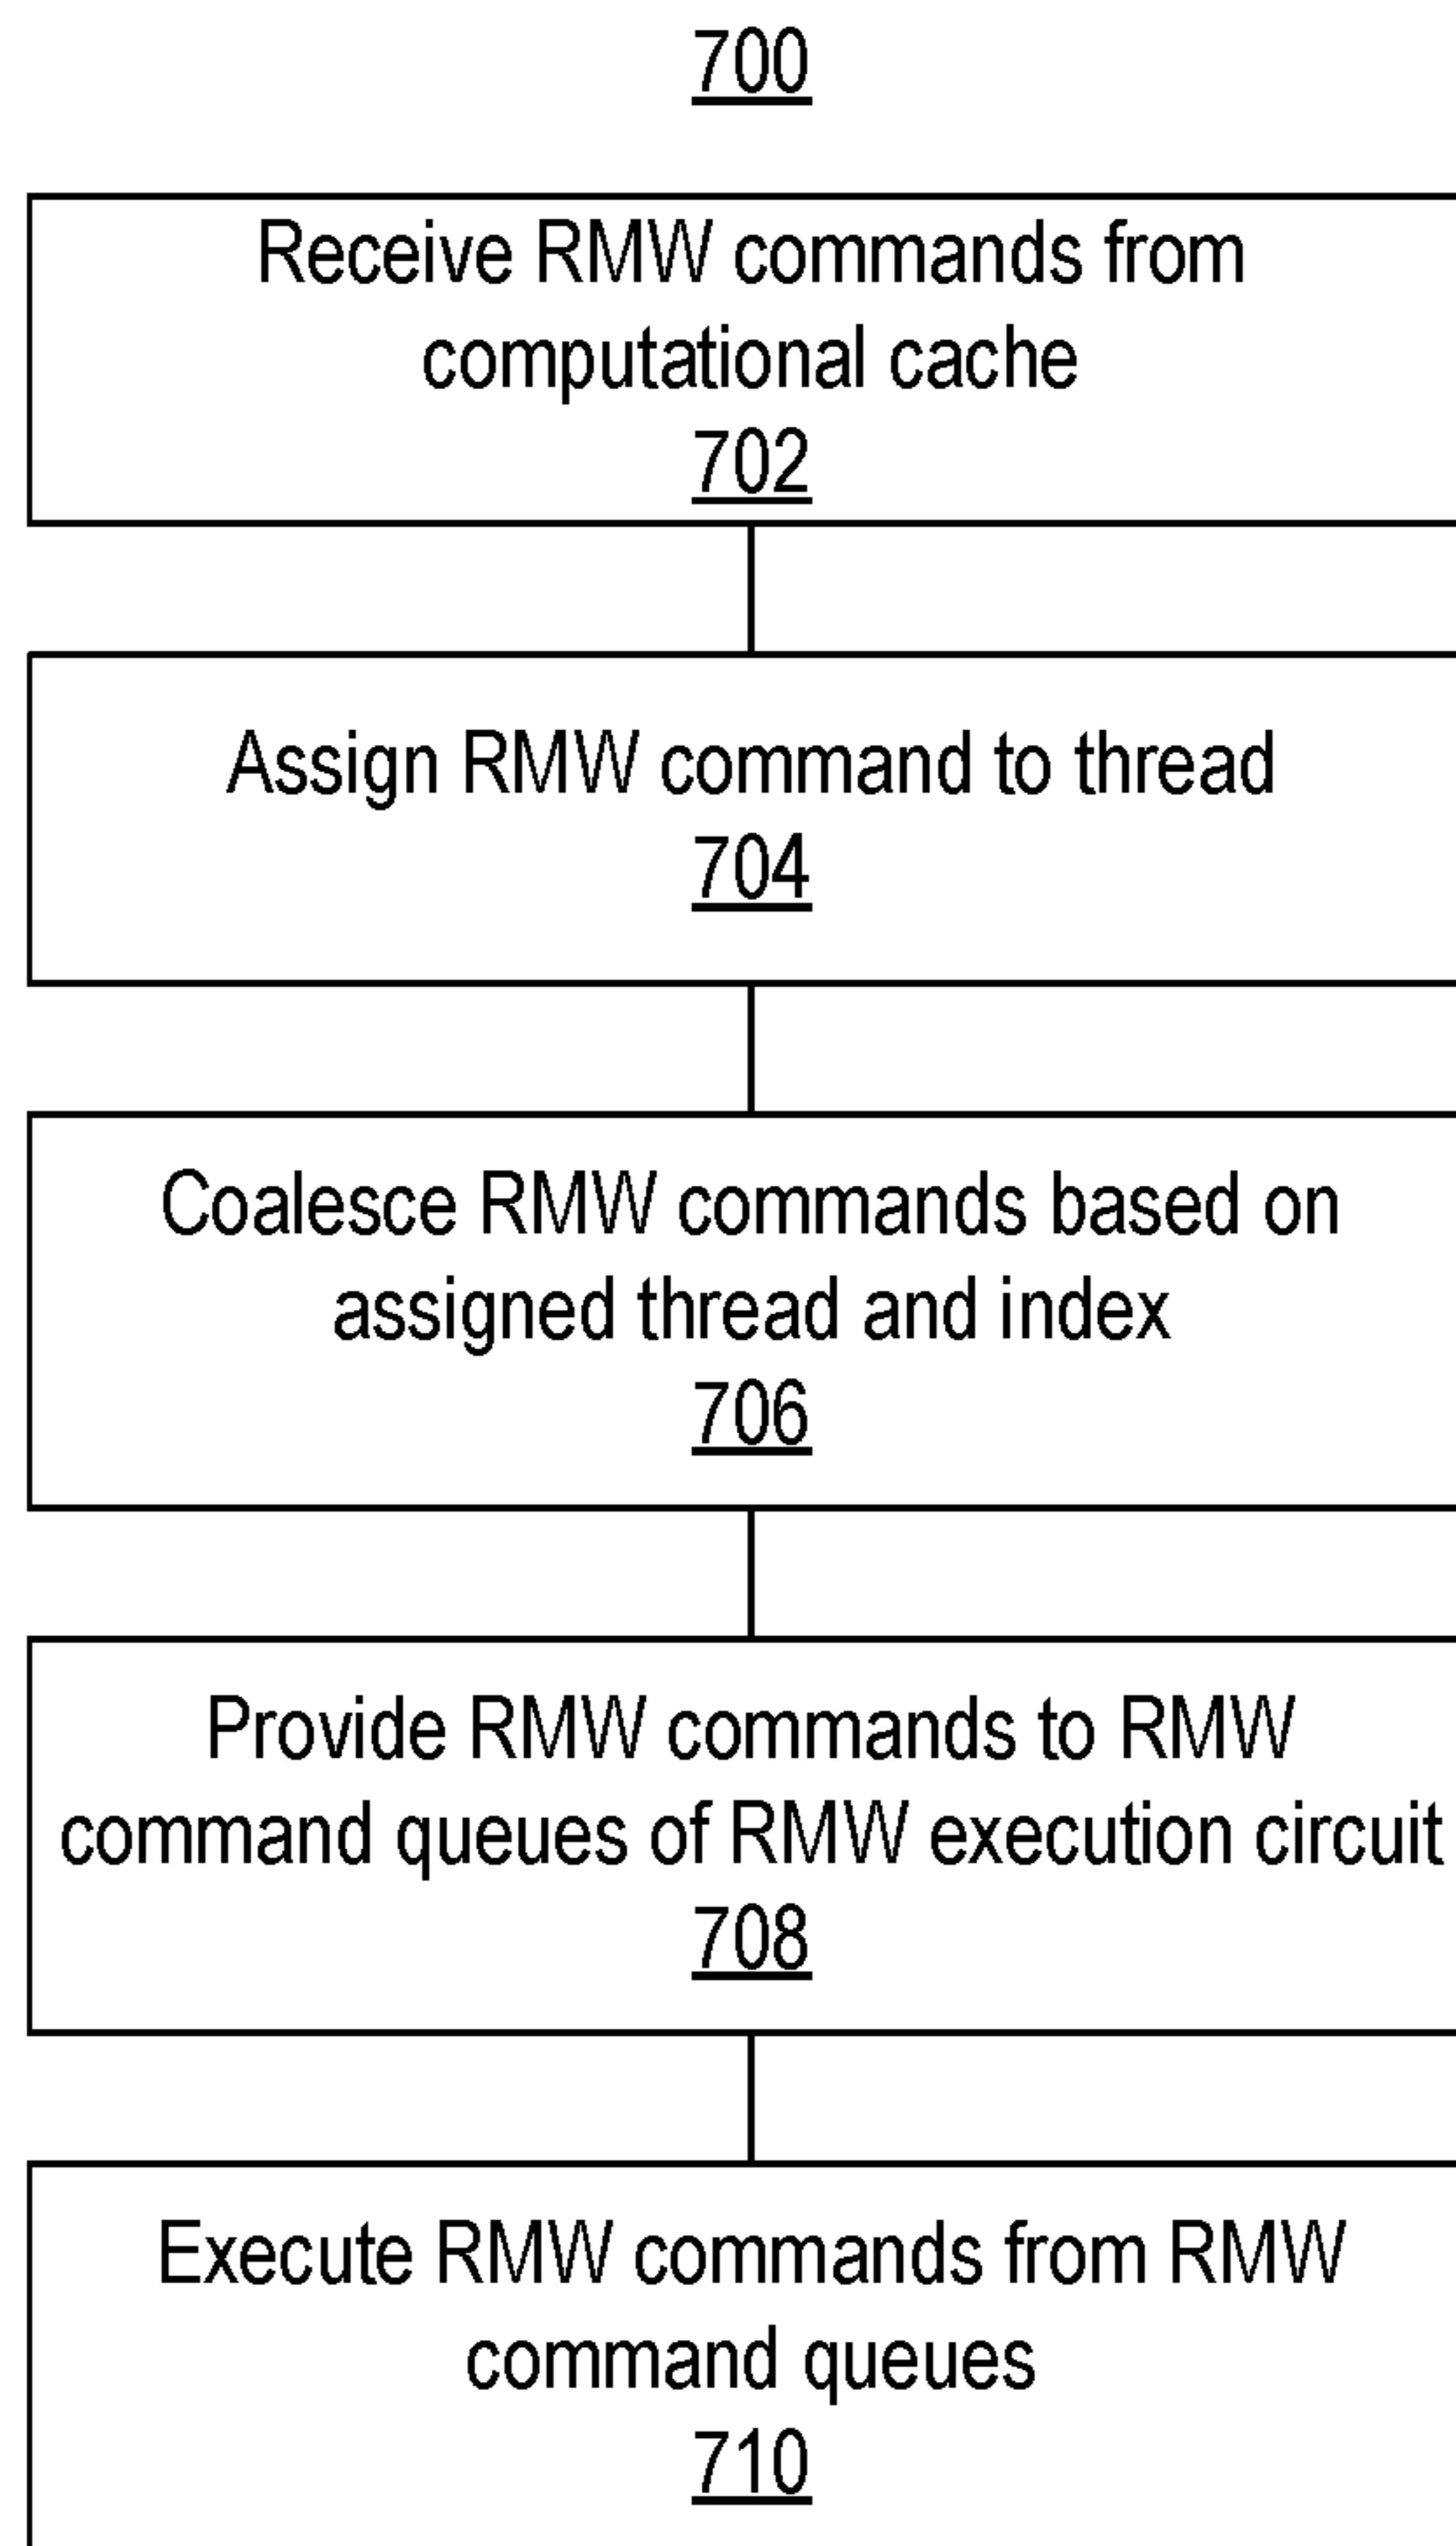 700
Receive RMW commands from
computational cache
702
Assign RMW command to thread
704
Coalesce RMW commands based on
assigned thread and index
706
Provide RMW commands to RMW
command queues of RMW execution circuit
708
Execute RMW commands from RMW
command queues
710